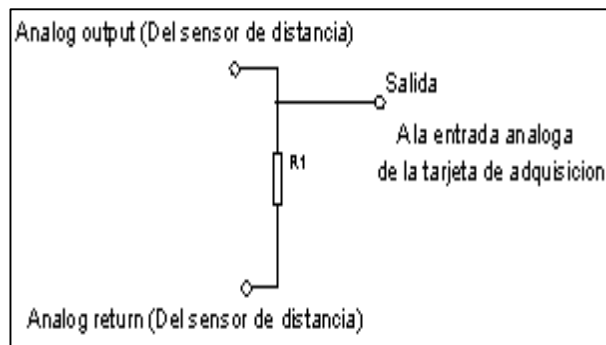 Analog output (Del sensor de distancia)
Salida
A la entrada analoga
de la tarjeta de adquisicion
R1
Analog return (Del sensor de distancia)